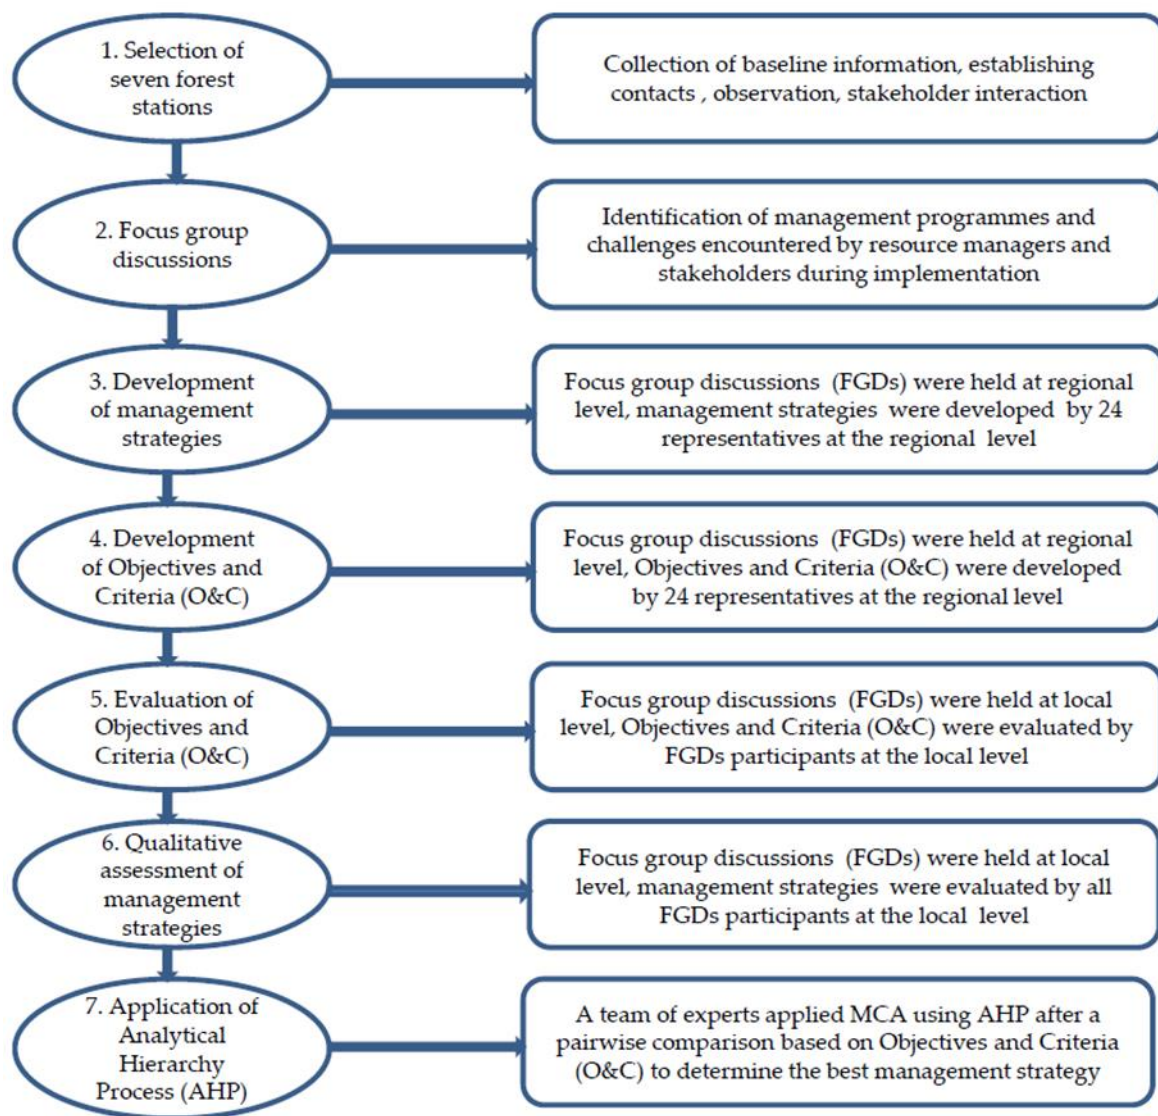 1. Selection of
seven forest
stations
Collection of baseline information, establishing
contacts , observation, stakeholder interaction
2. Focus group
discussions
Identification of management programmes and
challenges encountered by resource managers and
stakeholders during implementation
3. Development
of management
strategies
Focus group discussions (FGDs) were held at regional
level, management strategies were developed by 24
representatives at the regional level
4. Development
of Objectives and
Criteria (O&C)
Focus group discussions (FGDs) were held at regional
level, Objectives and Criteria (O&C) were developed
by 24 representatives at the regional level
5. Evaluation of
Objectives and
Criteria (O&C)
Focus group discussions (FGDs) were held at local
level, Objectives and Criteria (O&C) were evaluated by
FGDs participants at the local level
6. Qualitative
assessment of
management
strategies
Focus group discussions (FGDs) were held at local
level, management strategies were evaluated by all
FGDs participants at the local level
7. Application of
Analytical
Hierarchy
Process (AHP)
A team of experts applied MCA using AHP after a
pairwise comparison based on Objectives and Criteria
(O&C) to determine the best management strategy